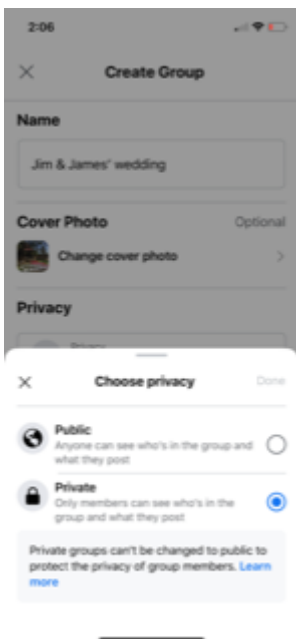 2:06
Create Group
Name
Jim & James' wedding
Cover Photo
Optional
Change cover photo
Privacy
Privacy
Choose privacy
Done
Public
Anyone can see who's in the group and
what they post
Private
Only members can see who's in the
group and what they post
Private groups can't be changed to public to
protect the privacy of group members. Learn
more